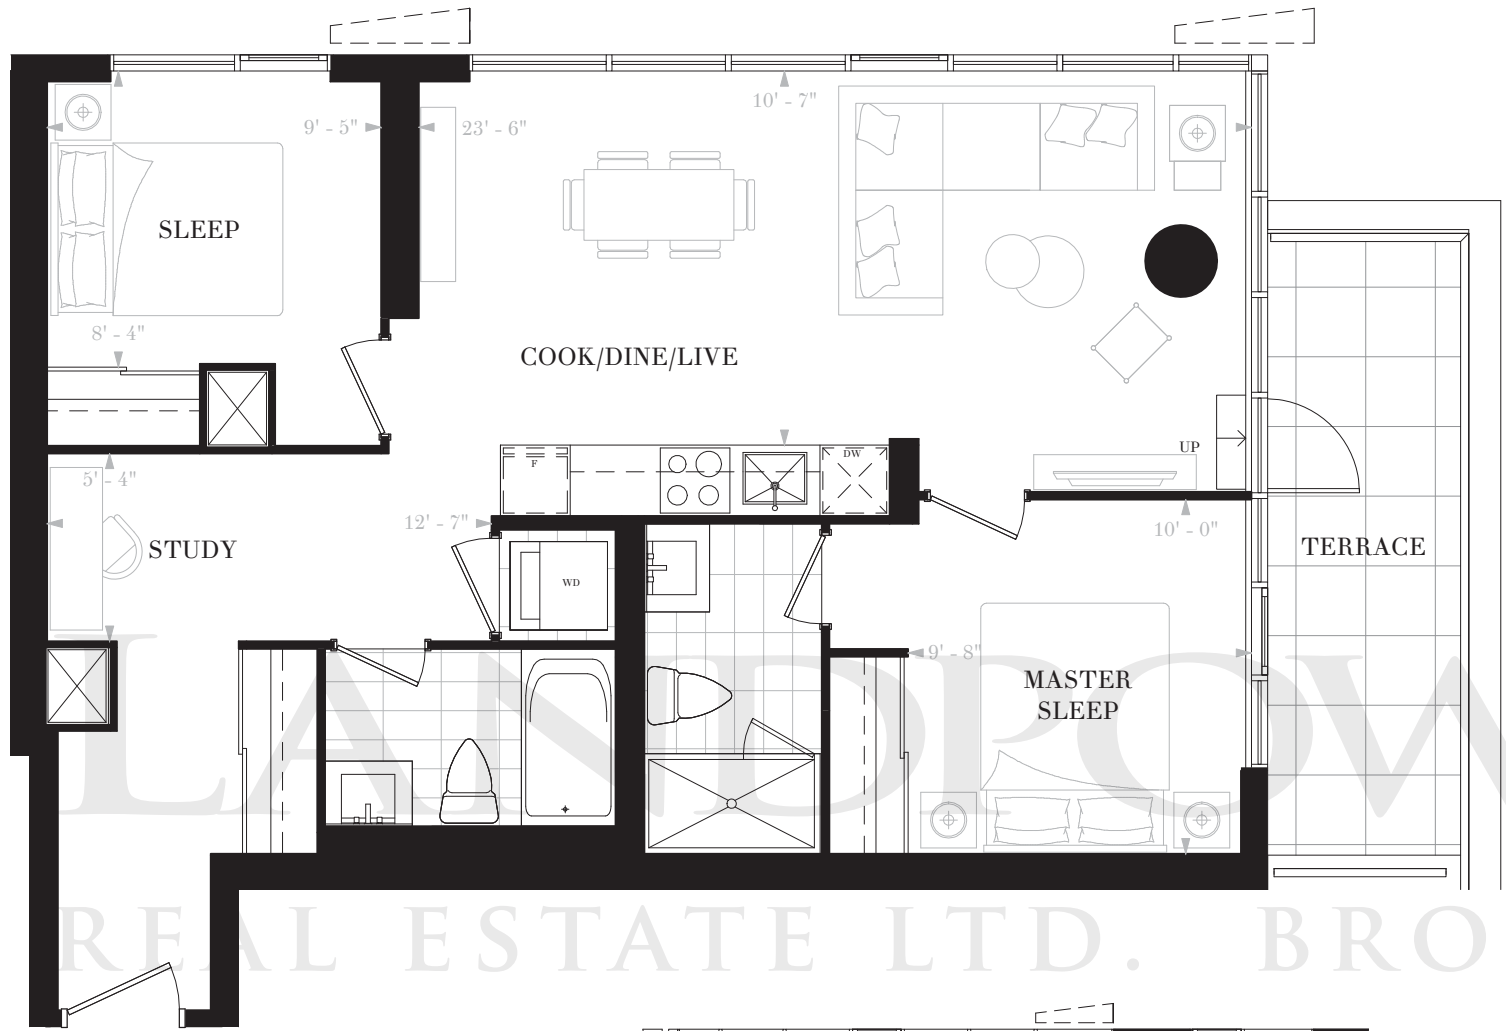 10' - 7"
9' - 5"
23' - 6"
SLEEP
8' - 4"
COOK/DINE/LIVE
UP
F
DW
5' - 4"
12' - 7"
10' - 0"
STUDY
TERRACE
WD
9' - 8"
MASTER
SLEEP
LANDPOW
REAL ESTATE LTD. BRO